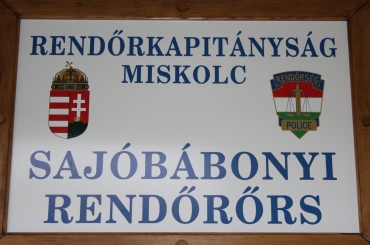 RENDŐRKAPITÁNYSÁG
MISKOLC
RENDŐRSÉG
POLICE
SAJÓBÁBONYI
RENDŐRŐRS